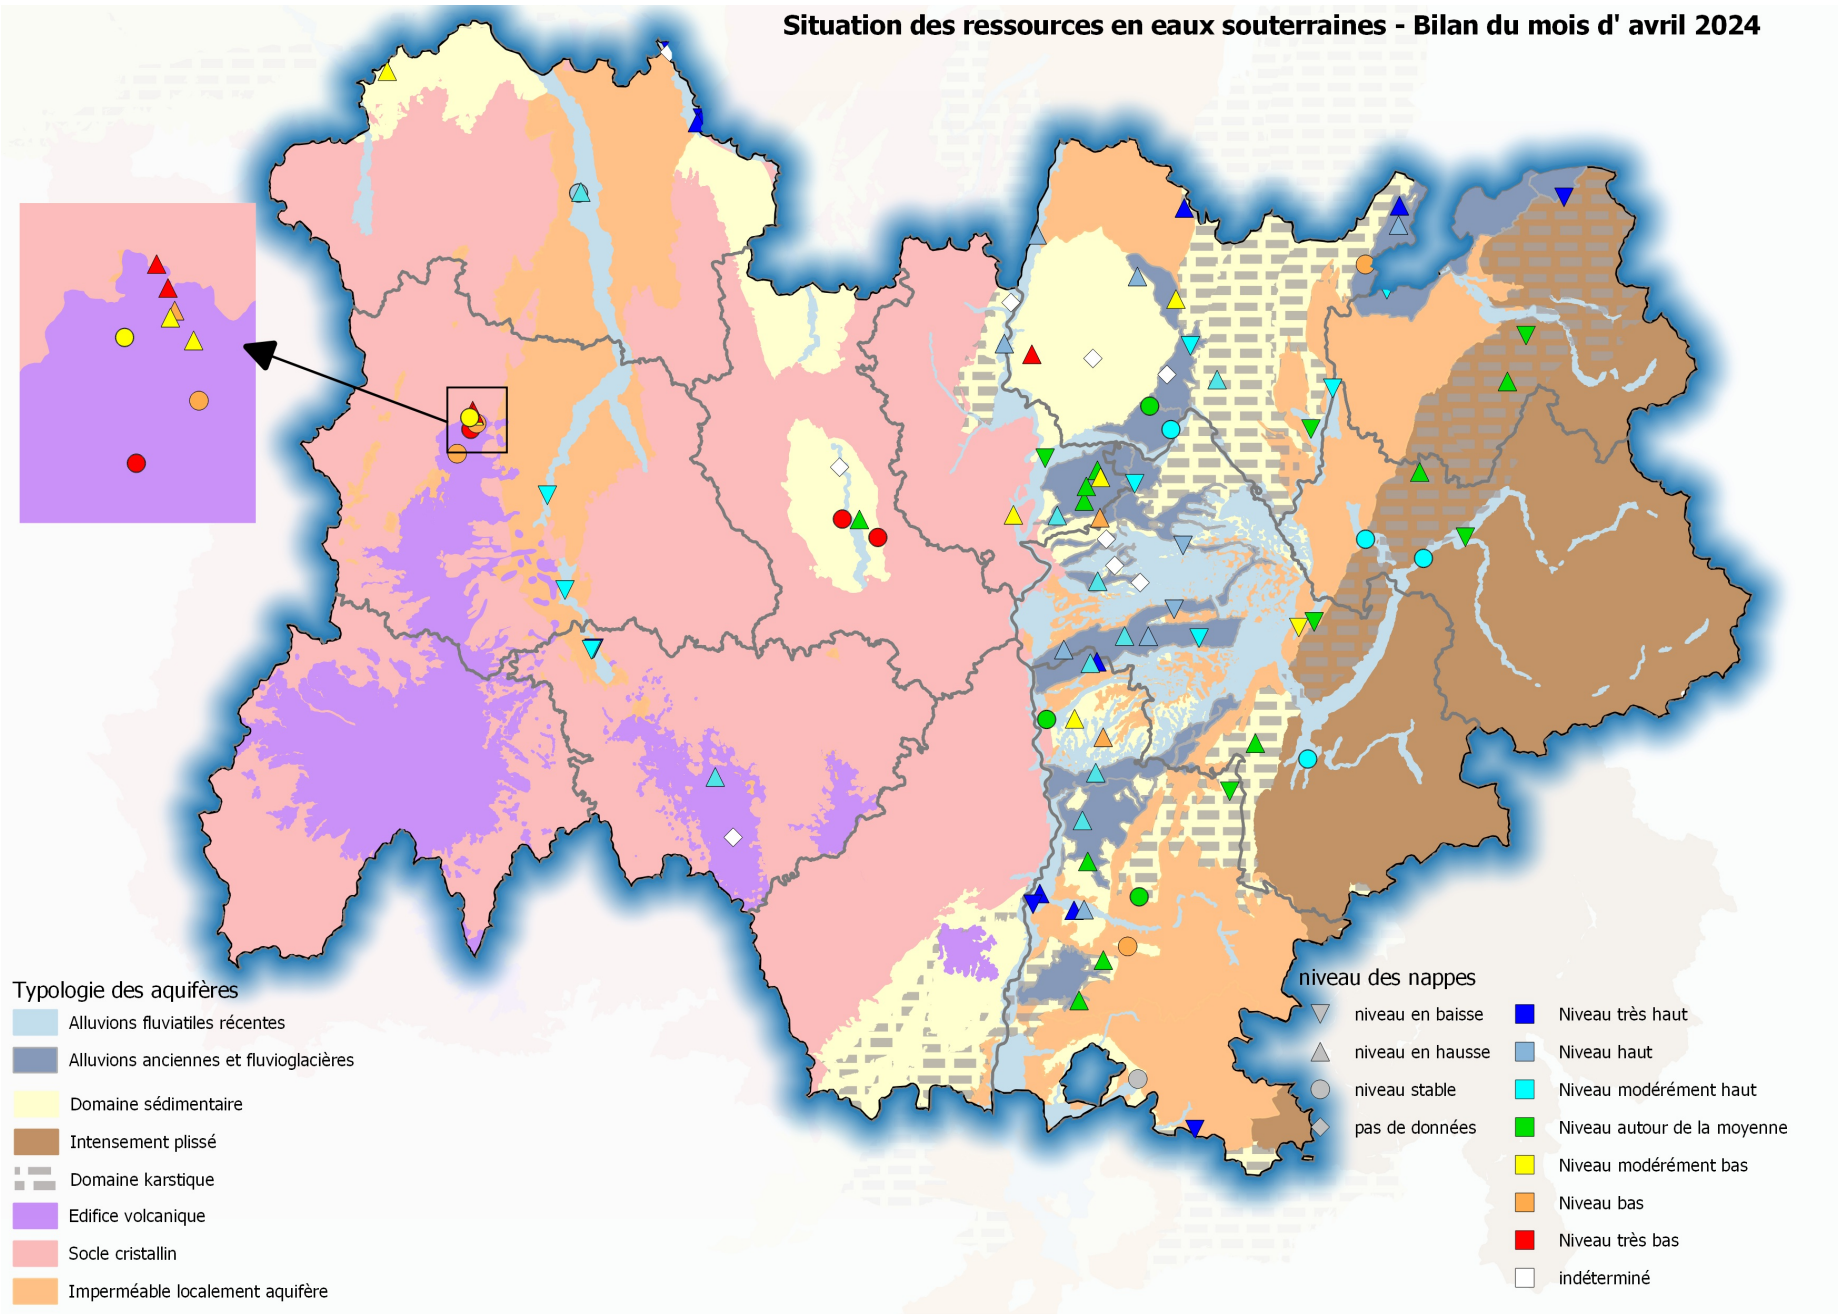 Situation des ressources en eaux souterraines - Bilan du mois d' avril 2024
Typologie des aquifères
Alluvions fluviatiles récentes
Alluvions anciennes et fluvioglacières
Domaine sédimentaire
Intensement plissé
Domaine karstique
Edifice volcanique
Socle cristallin
Imperméable localement aquifère
niveau des nappes
niveau en baisse
niveau en hausse
niveau stable
pas de données
Niveau très haut
Niveau haut
Niveau modérément haut
Niveau autour de la moyenne
Niveau modérément bas
Niveau bas
Niveau très bas
indéterminé